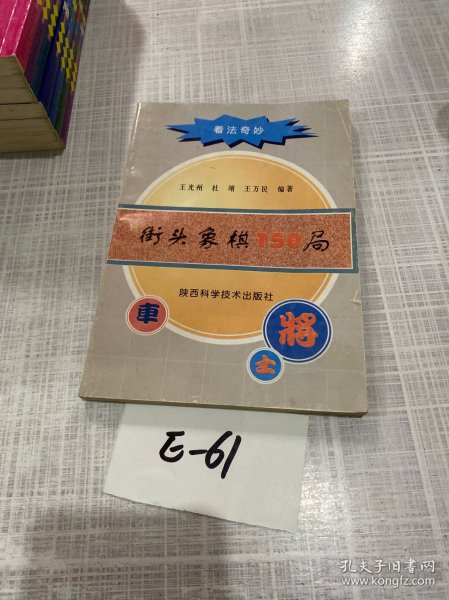 着法奇妙
王光州 杜翊 王万民 编著
街头象棋150局
陕西科学技术出版社
車
將
士
E-61
孔夫子旧书网
www.kongfz.com